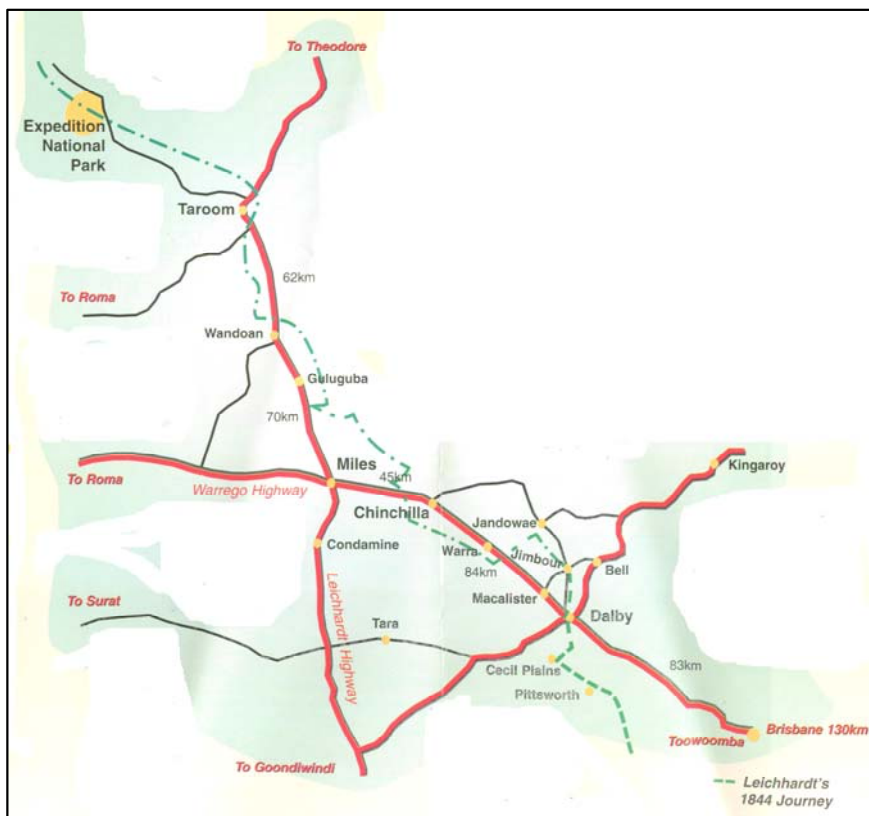 To Theodore
Expedition
National
Park
Taroom
62km
To Roma
Wandoan
Guluguba
70km
Miles
To Roma
45km
Warrego Highway
Kingaroy
Chinchilla
Jandowae
Condamine
Warra
Jimbour
84km
Bell
Macalister
To Surat
Leichhardt Highway
Tara
Dalby
Cecil Plains
83km
Pittsworth
Brisbane 130km
Toowoomba
To Goondiwindi
Leichhardt's
1844 Journey